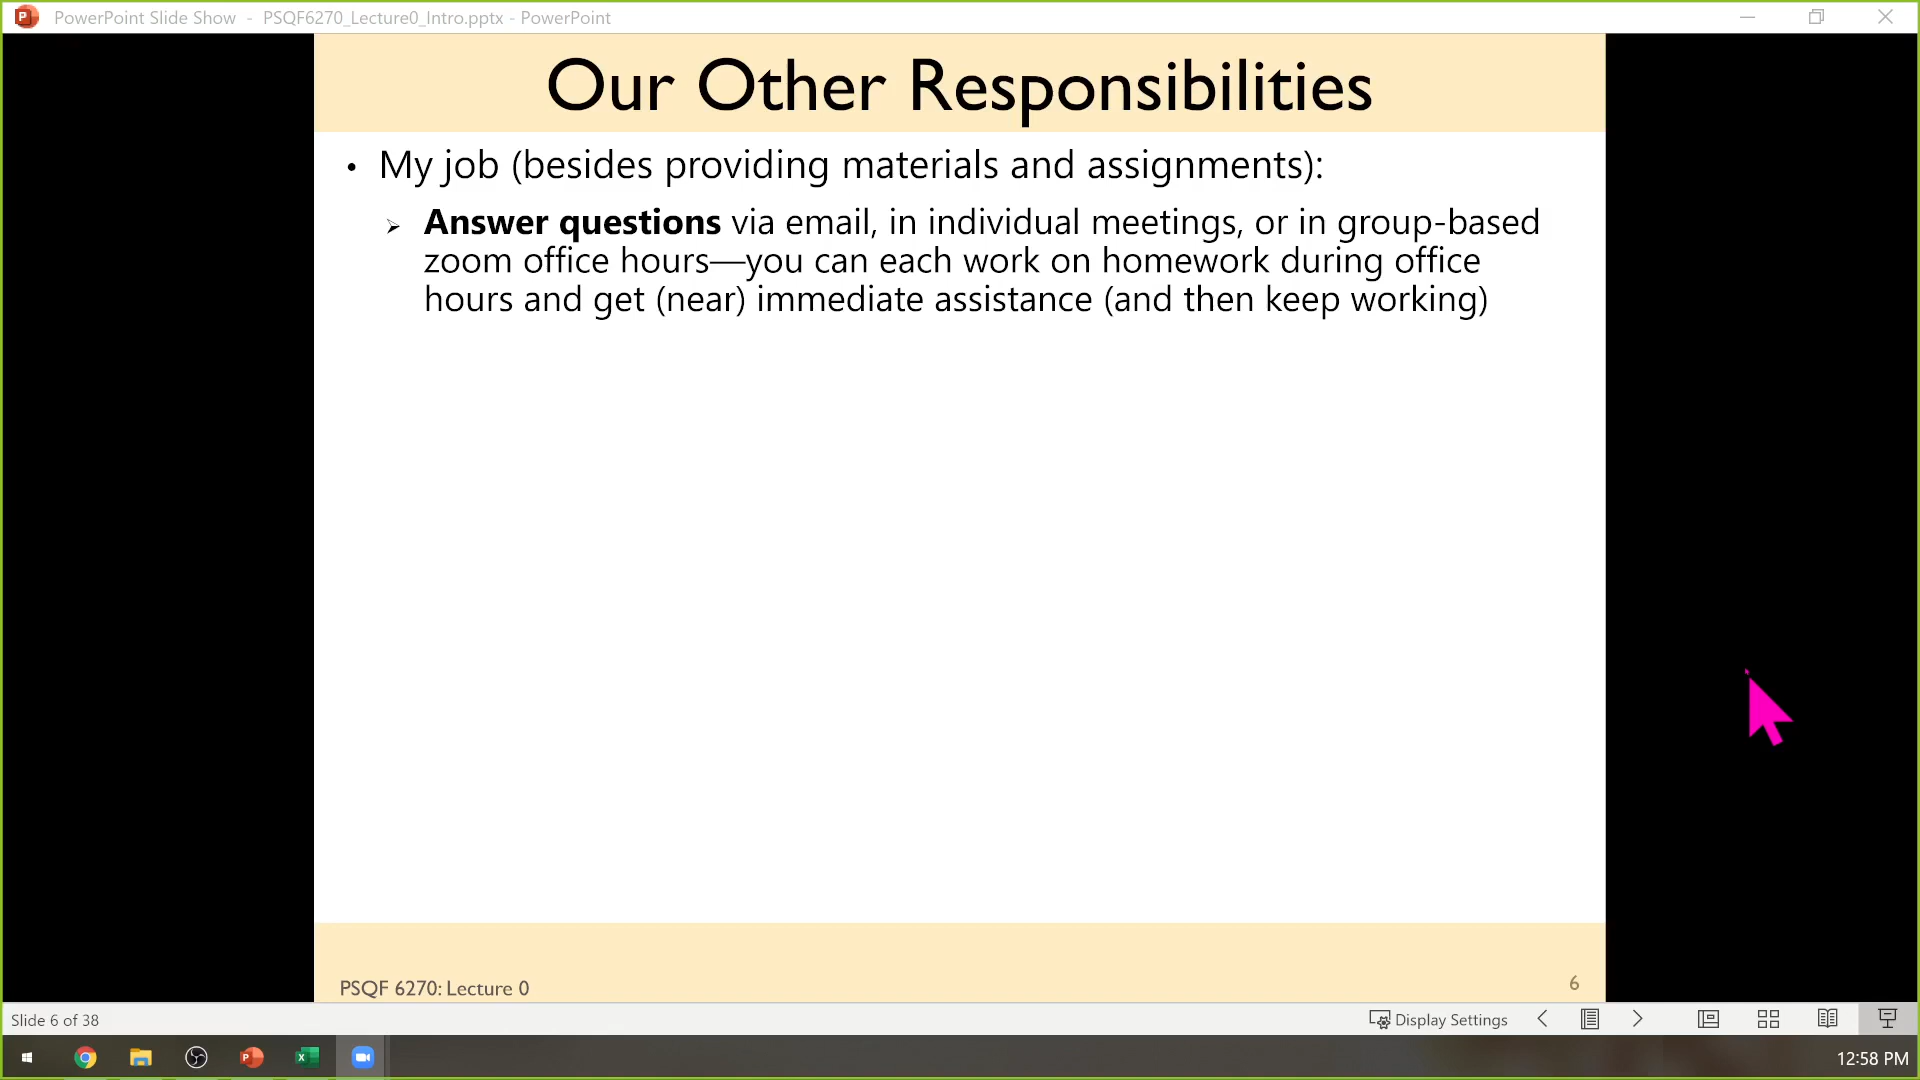 PowerPoint Slide Show - PSQF6270_Lecture0_Intro.pptx - PowerPoint
Our Other Responsibilities
• My job (besides providing materials and assignments):
➢ Answer questions via email, in individual meetings, or in group-based
zoom office hours—you can each work on homework during office
hours and get (near) immediate assistance (and then keep working)
PSQF 6270: Lecture 0
6
Slide 6 of 38
Display Settings
12:58 PM